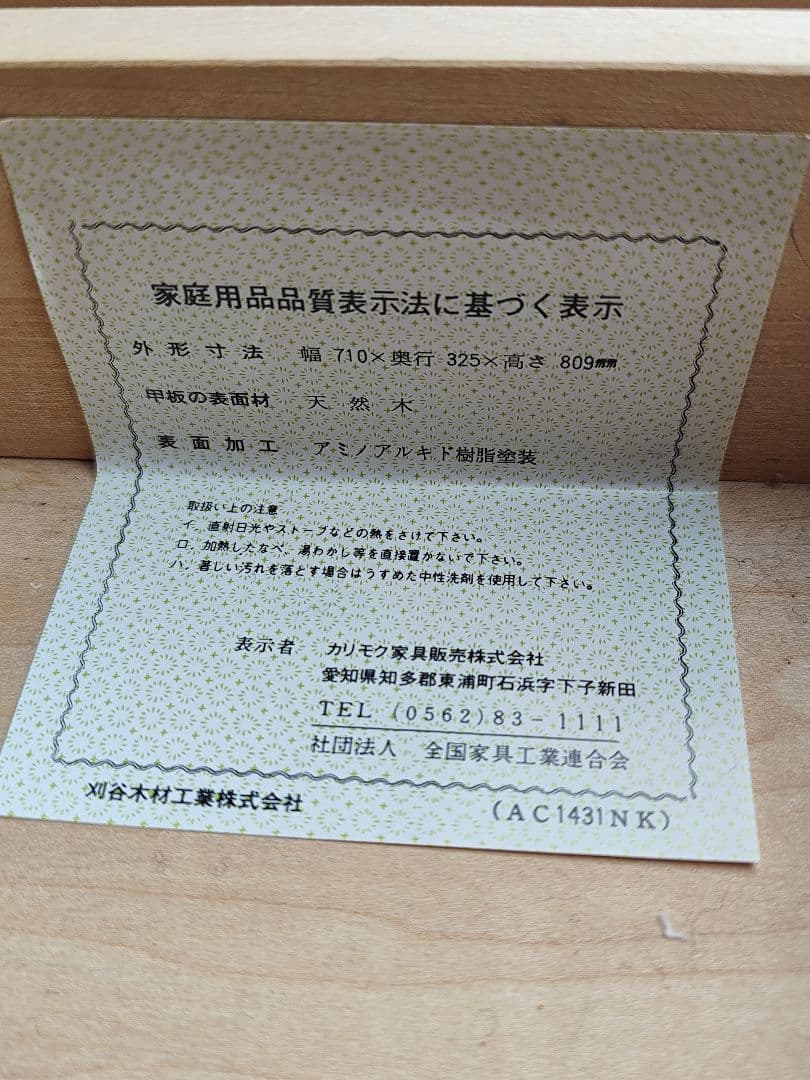 家庭用品品質表示法に基づく表示
外形寸法 幅 710×奥行 325×高さ 809mm
甲板の表面材 天然木
表面加工 アミノアルキド樹脂塗装
取扱い上の注意
イ．直射日光やストーブなどの熱をさけて下さい。
ロ．加熱したなべ、湯わかし等を直接置かないで下さい。
ハ．著しい汚れを落とす場合はうすめた中性洗剤を使用して下さい。
表示者 カリモク家具販売株式会社
愛知県知多郡東浦町石浜字下子新田
TEL (0562)83-1111
社団法人 全国家具工業連合会
刈谷木材工業株式会社 (AC1431NK)